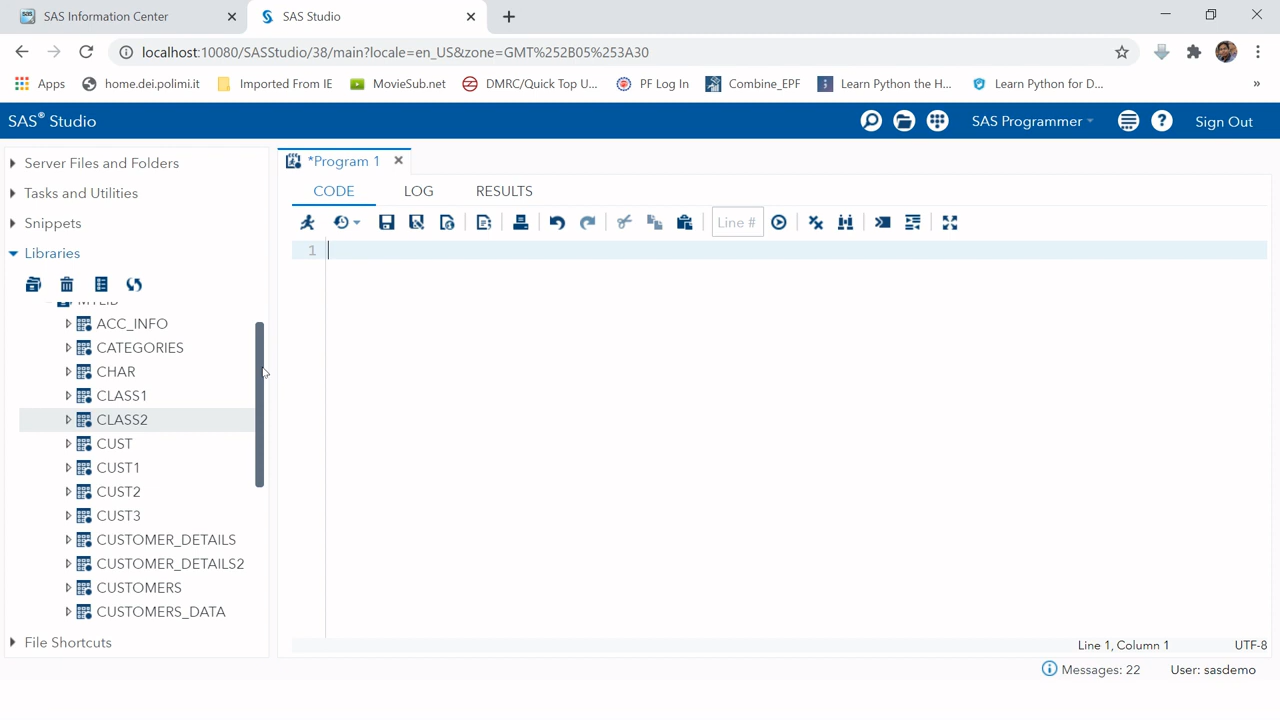 SAS Information Center
SAS Studio
localhost:10080/SASStudio/38/main?locale=en_US&zone=GMT%252B05%253A30
Apps
home.dei.polimi.it
Imported From IE
MovieSub.net
DMRC/Quick Top U...
PF Log In
Combine_EPF
Learn Python the H...
Learn Python for D...
»
SAS® Studio
SAS Programmer
Sign Out
Server Files and Folders
Tasks and Utilities
Snippets
Libraries
ACC_INFO
CATEGORIES
CHAR
CLASS1
CLASS2
CUST
CUST1
CUST2
CUST3
CUSTOMER_DETAILS
CUSTOMER_DETAILS2
CUSTOMERS
CUSTOMERS_DATA
File Shortcuts
*Program 1
CODE
LOG
RESULTS
Line #
1
Line 1, Column 1
UTF-8
Messages: 22
User: sasdemo